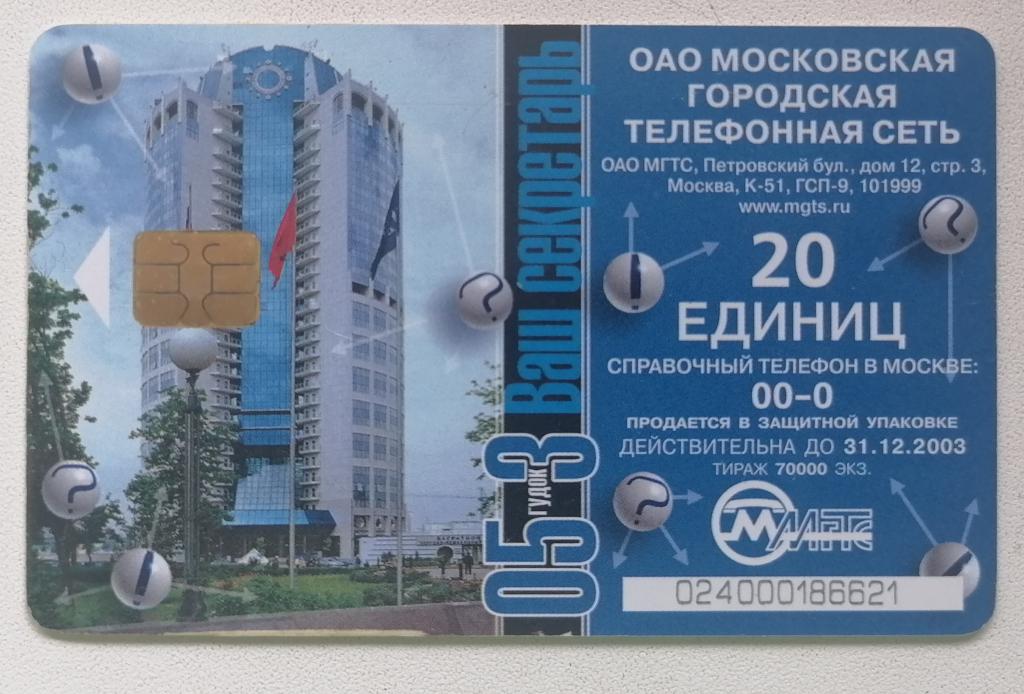 ОАО МОСКОВСКАЯ
ГОРОДСКАЯ
ТЕЛЕФОННАЯ СЕТЬ
ОАО МГТС, Петровский бул., дом 12, стр. 3,
Москва, К-51, ГСП-9, 101999
www.mgts.ru
20
ЕДИНИЦ
СПРАВОЧНЫЙ ТЕЛЕФОН В МОСКВЕ:
00-0
ПРОДАЕТСЯ В ЗАЩИТНОЙ УПАКОВКЕ
ДЕЙСТВИТЕЛЬНА ДО 31.12.2003
ТИРАЖ 70000 ЭКЗ.
МГТС
024000186621
05 гудок 3 Ваш секретарь